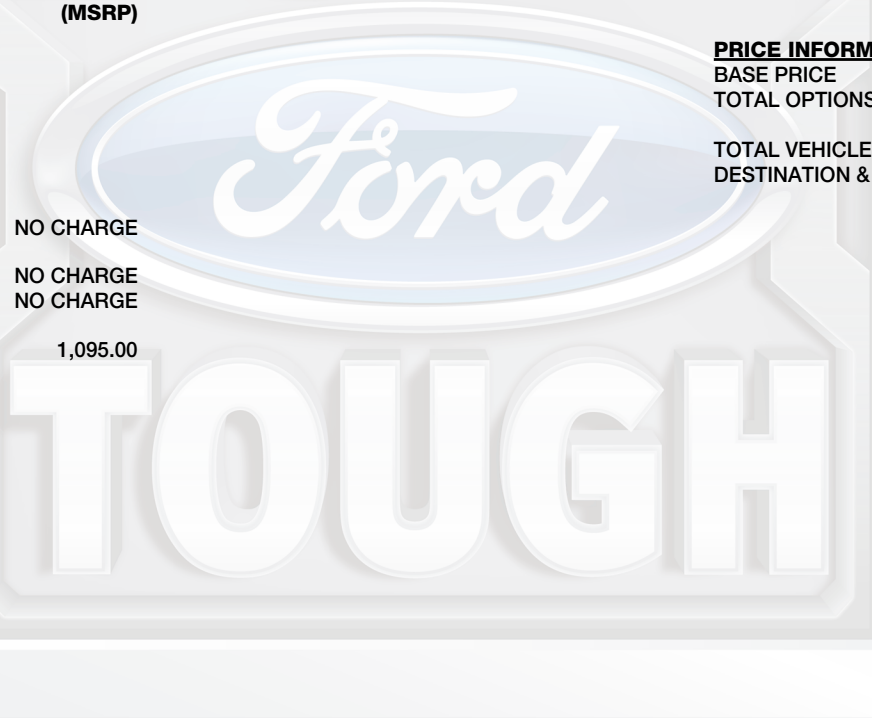 (MSRP)
PRICE INFORM
BASE PRICE
TOTAL OPTIONS
TOTAL VEHICLE
DESTINATION &
NO CHARGE
NO CHARGE
NO CHARGE
1,095.00
Ford
TOUGH